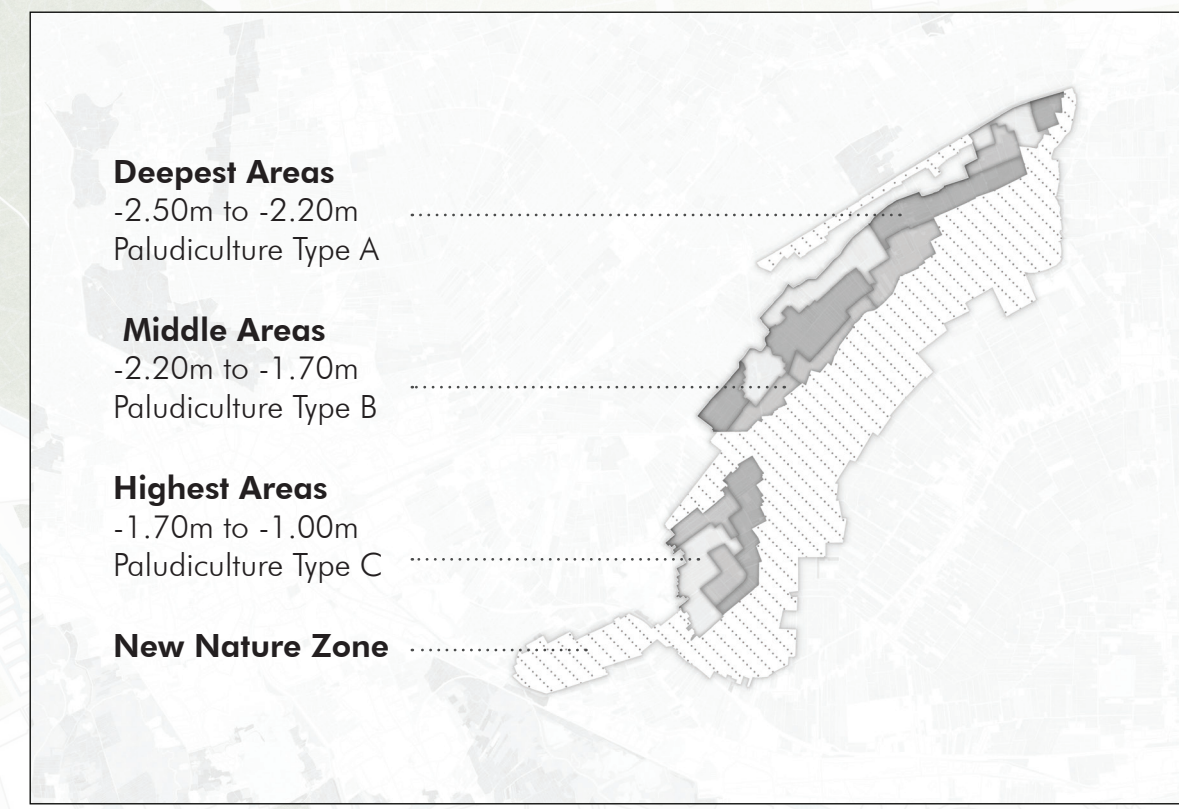 Deepest Areas
-2.50m to -2.20m
Paludiculture Type A
Middle Areas
-2.20m to -1.70m
Paludiculture Type B
Highest Areas
-1.70m to -1.00m
Paludiculture Type C
New Nature Zone